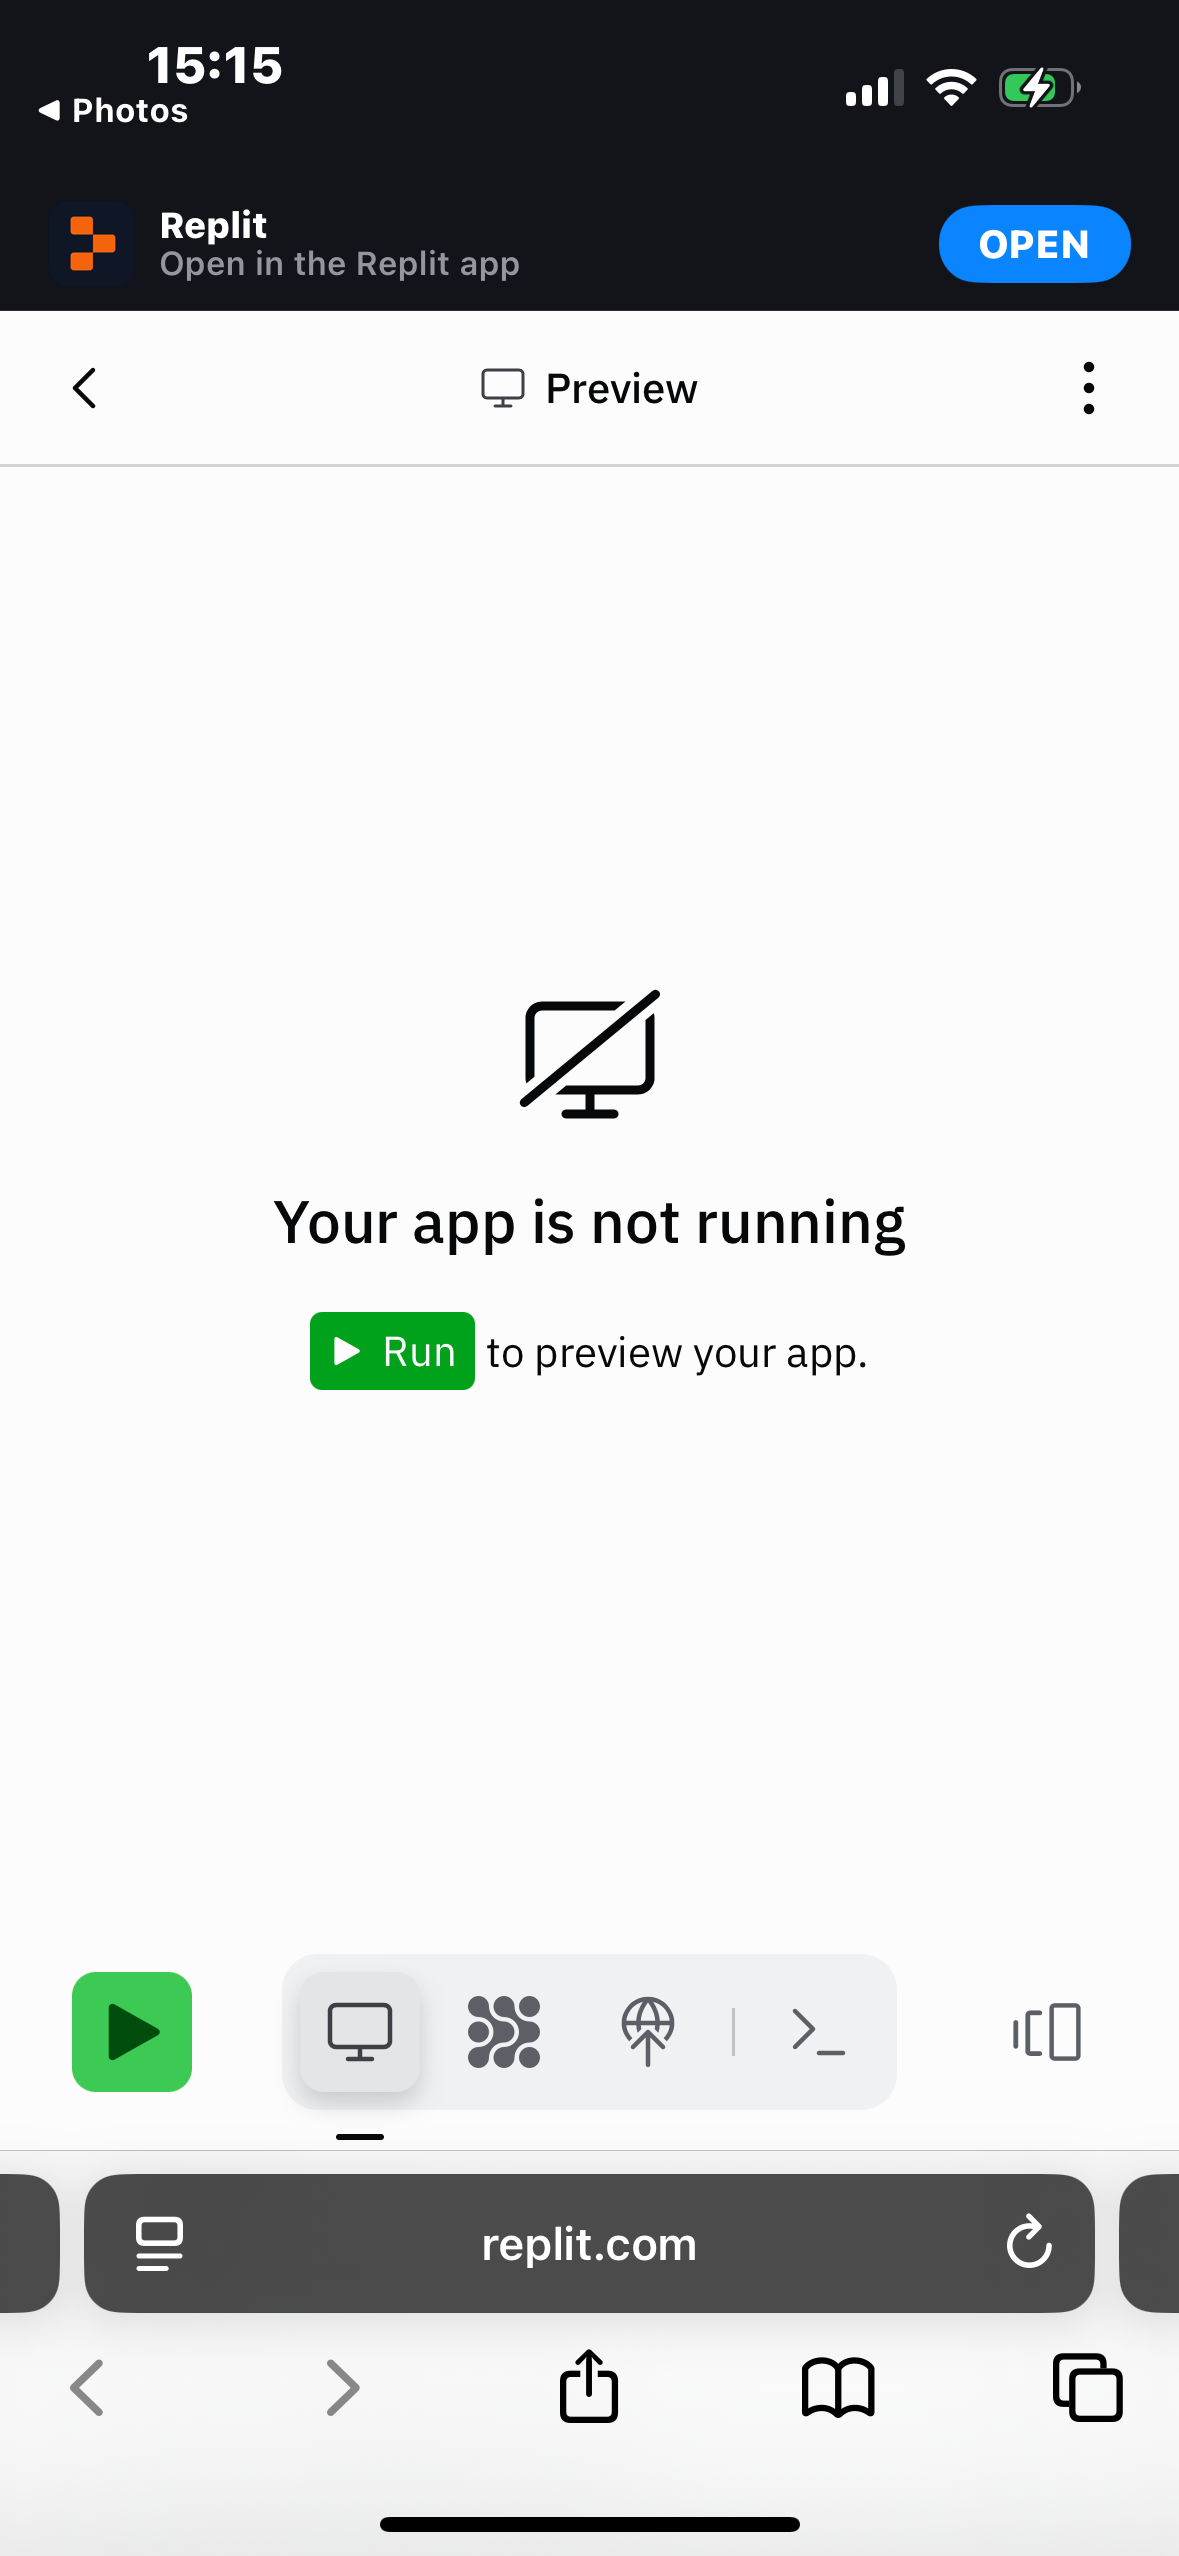 15:15
Photos
Replit
Open in the Replit app
OPEN
Preview
Your app is not running
Run to preview your app.
replit.com